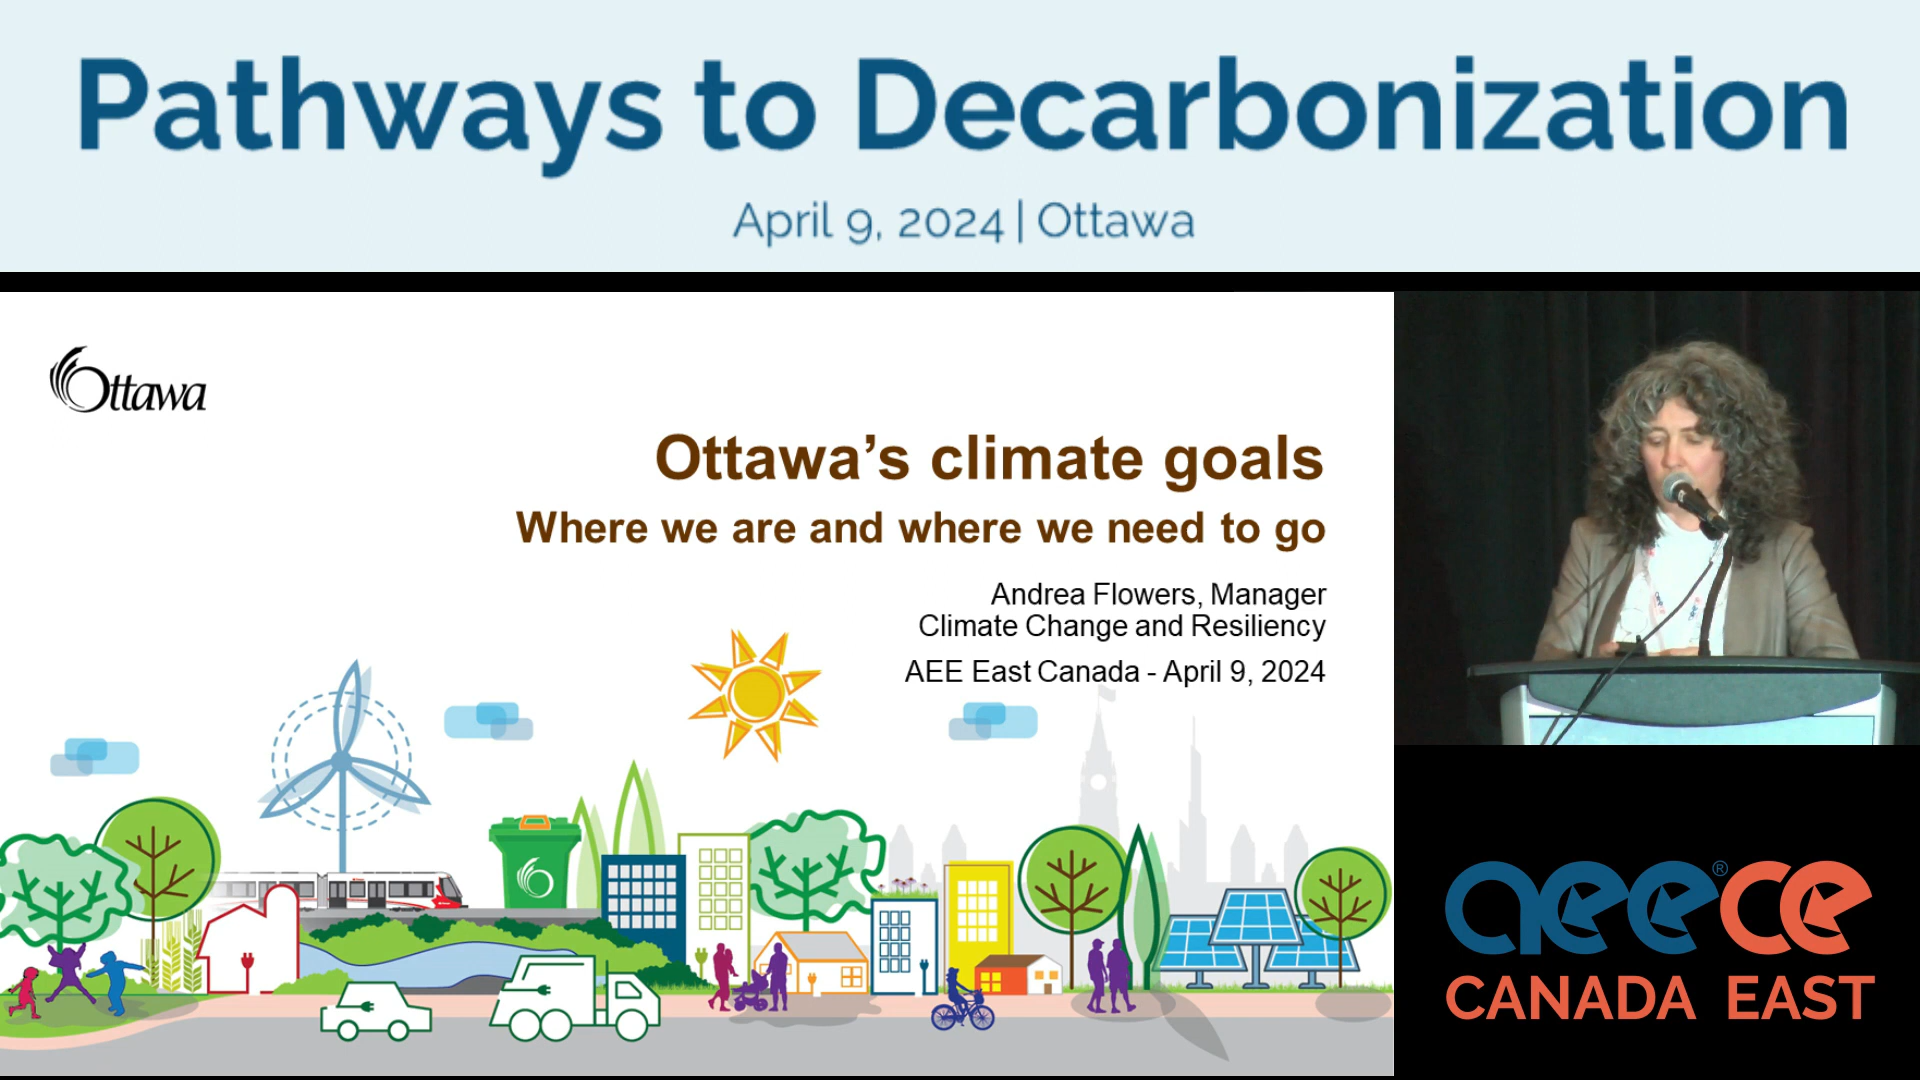 Pathways to Decarbonization
April 9, 2024 | Ottawa
Ottawa
Ottawa's climate goals
Where we are and where we need to go
Andrea Flowers, Manager
Climate Change and Resiliency
AEE East Canada - April 9, 2024
aeece®
CANADA EAST